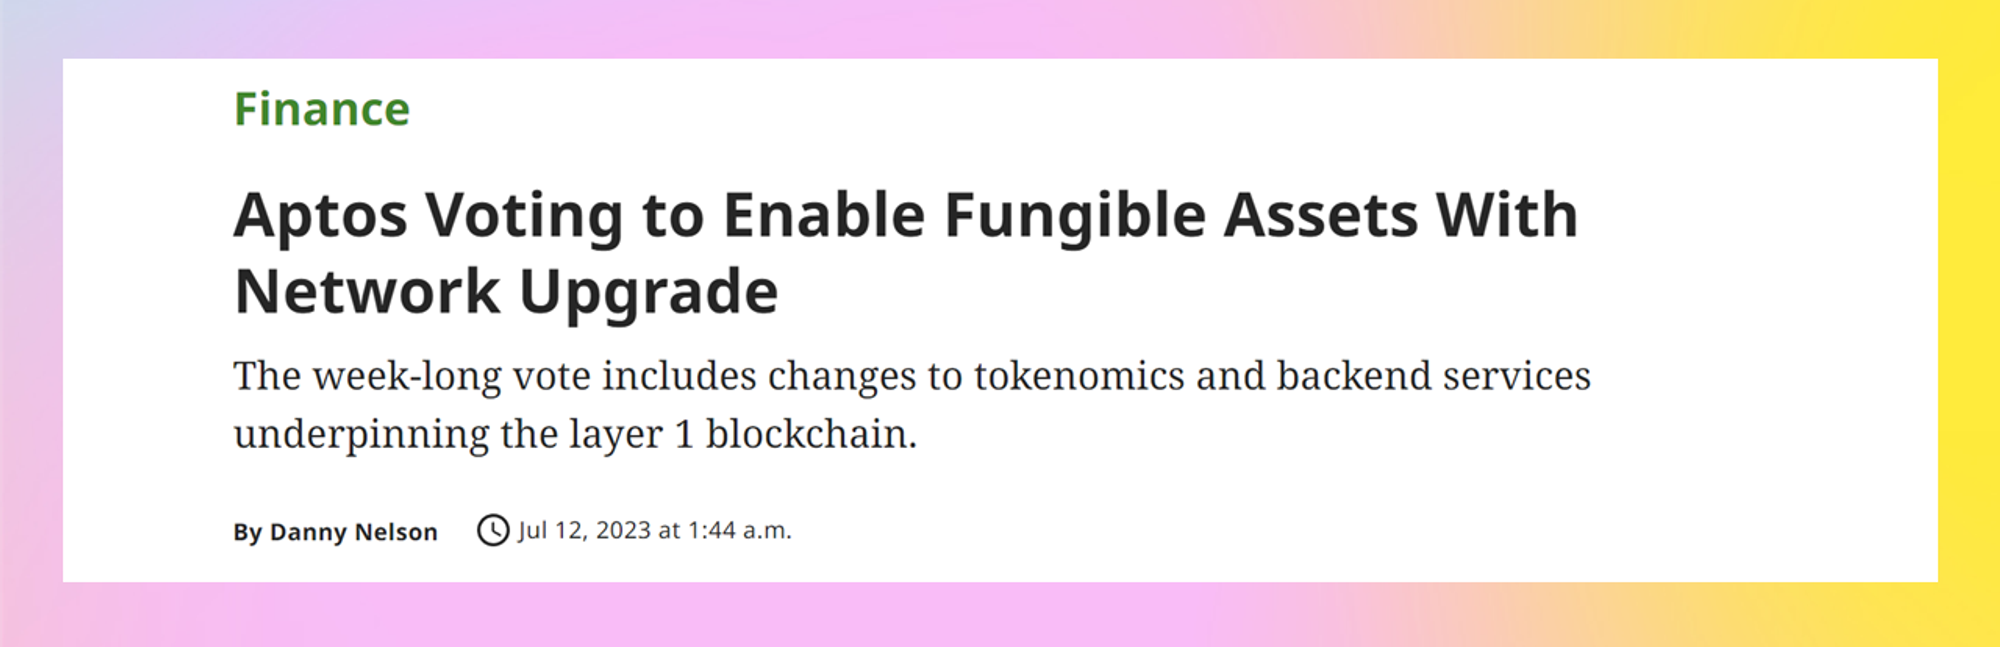 Finance
Aptos Voting to Enable Fungible Assets With
Network Upgrade
The week-long vote includes changes to tokenomics and backend services
underpinning the layer 1 blockchain.
By Danny Nelson Jul 12, 2023 at 1:44 a.m.